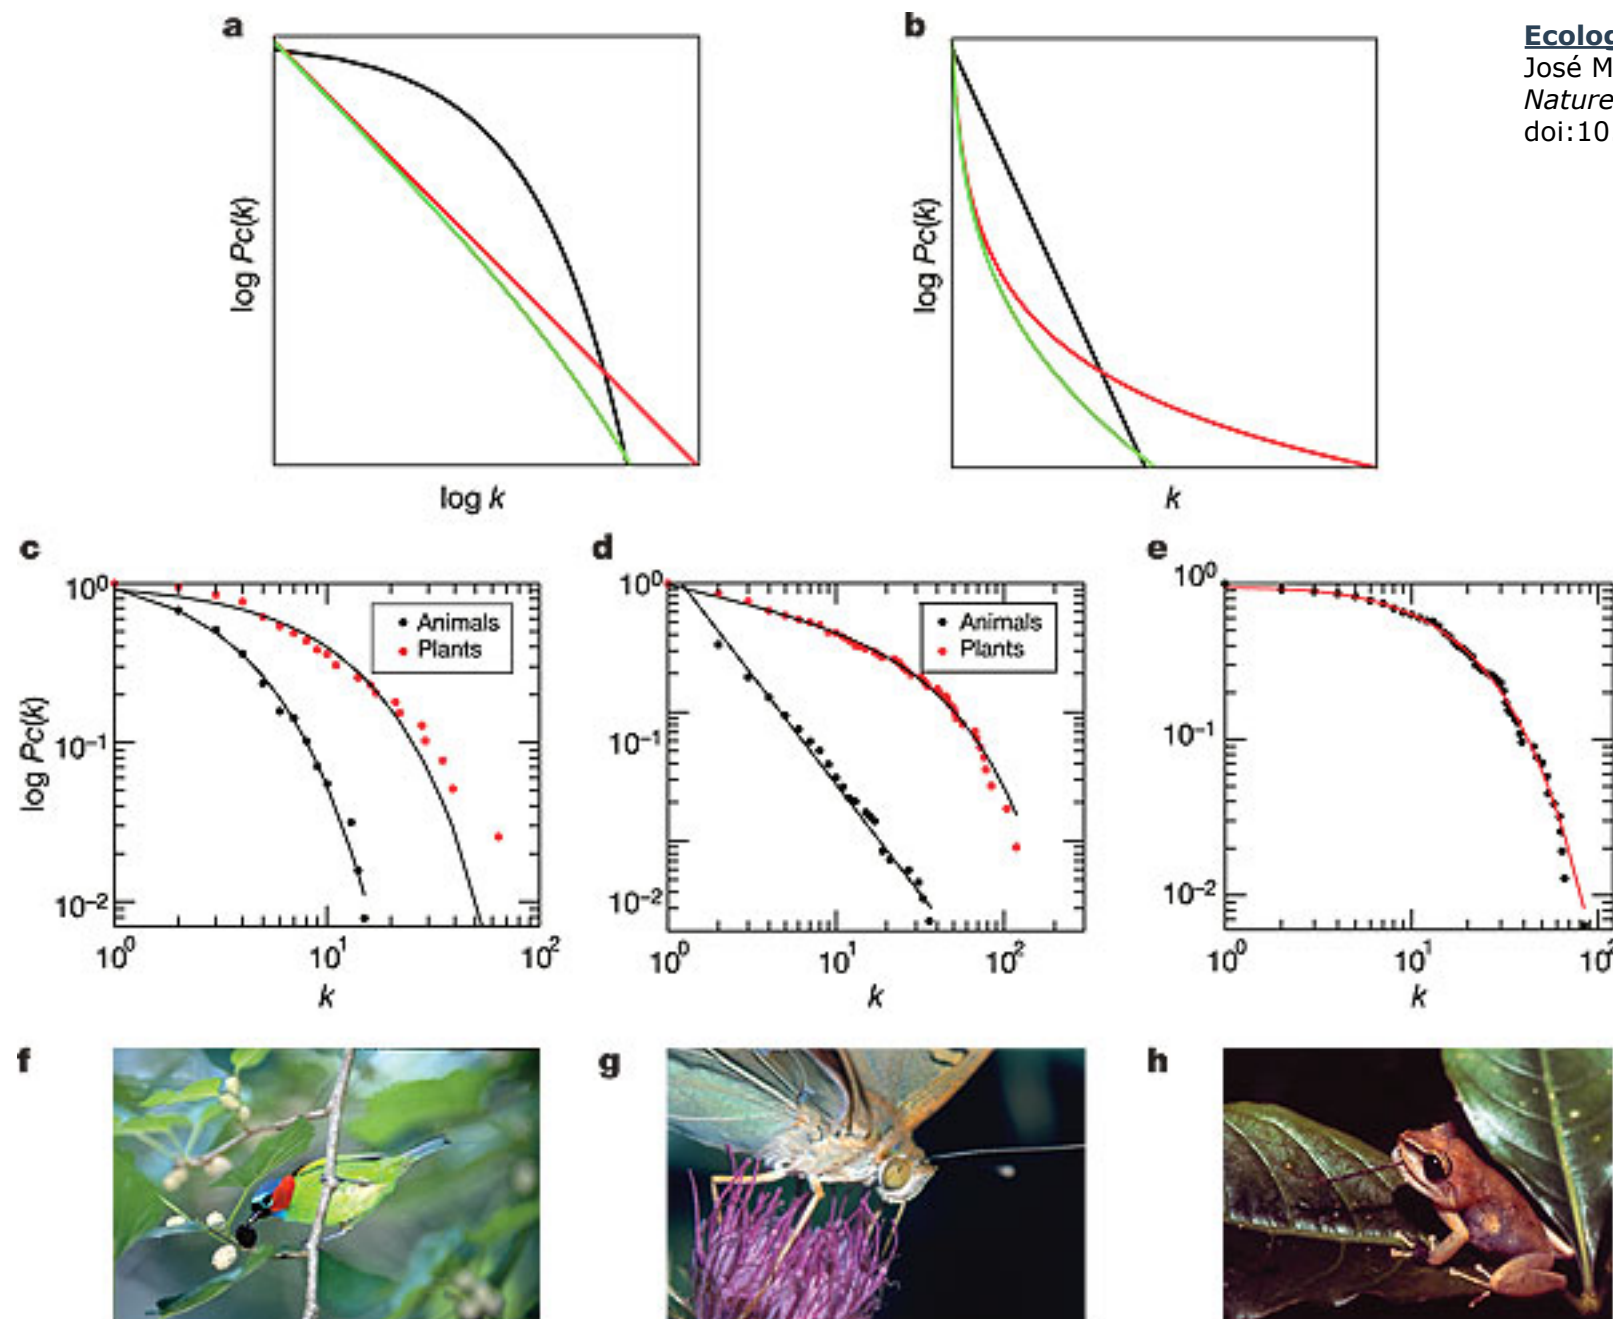 a
b
Ecolog
José M
Nature
doi:10
log Pc(k)
log k
log Pc(k)
k
c
d
e
10⁰
10⁻¹
10⁻²
log Pc(k)
Animals
Plants
10⁰
10¹
10²
k
10⁰
10⁻¹
10⁻²
Animals
Plants
10⁰
10¹
10²
k
10⁰
10⁻¹
10⁻²
10⁰
10¹
10²
k
f
g
h